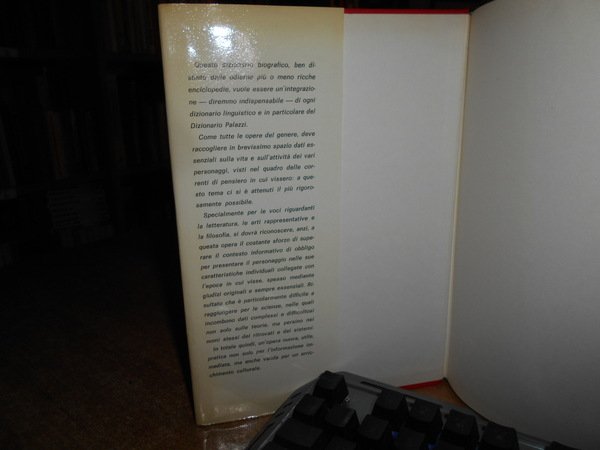 Questo dizionario biografico, ben di-
stinto dalle odierne più o meno ricche
enciclopedie, vuole essere un'integrazio-
ne — diremmo indispensabile — di ogni
dizionario linguistico e in particolare del
Dizionario Palazzi.
Come tutte le opere del genere, deve
raccogliere in brevissimo spazio dati es-
senziali sulla vita e sull'attività dei vari
personaggi, visti nel quadro delle cor-
renti di pensiero in cui vissero: a que-
sto tema ci si è attenuti il più rigoro-
samente possibile.
Specialmente per le voci riguardanti
la letteratura, le arti rappresentative e
la filosofia, si dovrà riconoscere, anzi, a
questa opera il costante sforzo di supe-
rare il contesto informativo di obbligo
per presentare il personaggio nelle sue
caratteristiche individuali collegate con
l'epoca in cui visse, spesso mediante
giudizi originali e sempre essenziali. Ri-
sultato che è particolarmente difficile a
raggiungere per le scienze, nelle quali
incombono dati complessi e difficoltosi
non solo sulle teorie, ma persino nei
nomi stessi dei ritrovati e dei sistemi.
In totale quindi, un'opera nuova, utile,
pratica non solo per l'informazione im-
mediata, ma anche valida per un arric-
chimento culturale.